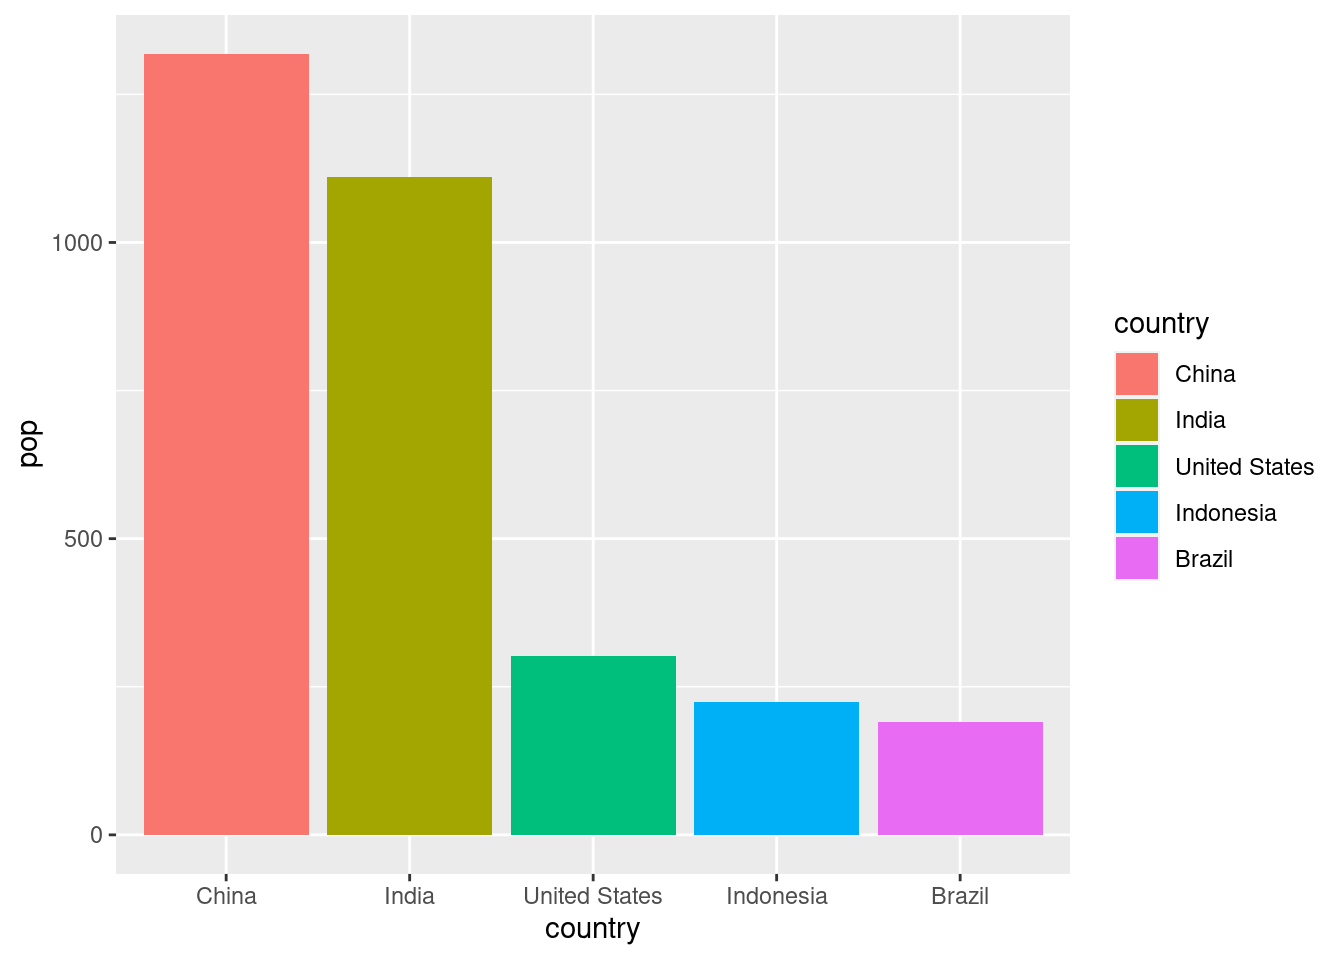 pop
1000
500
0
China
India
United States
Indonesia
Brazil
country
country
China
India
United States
Indonesia
Brazil